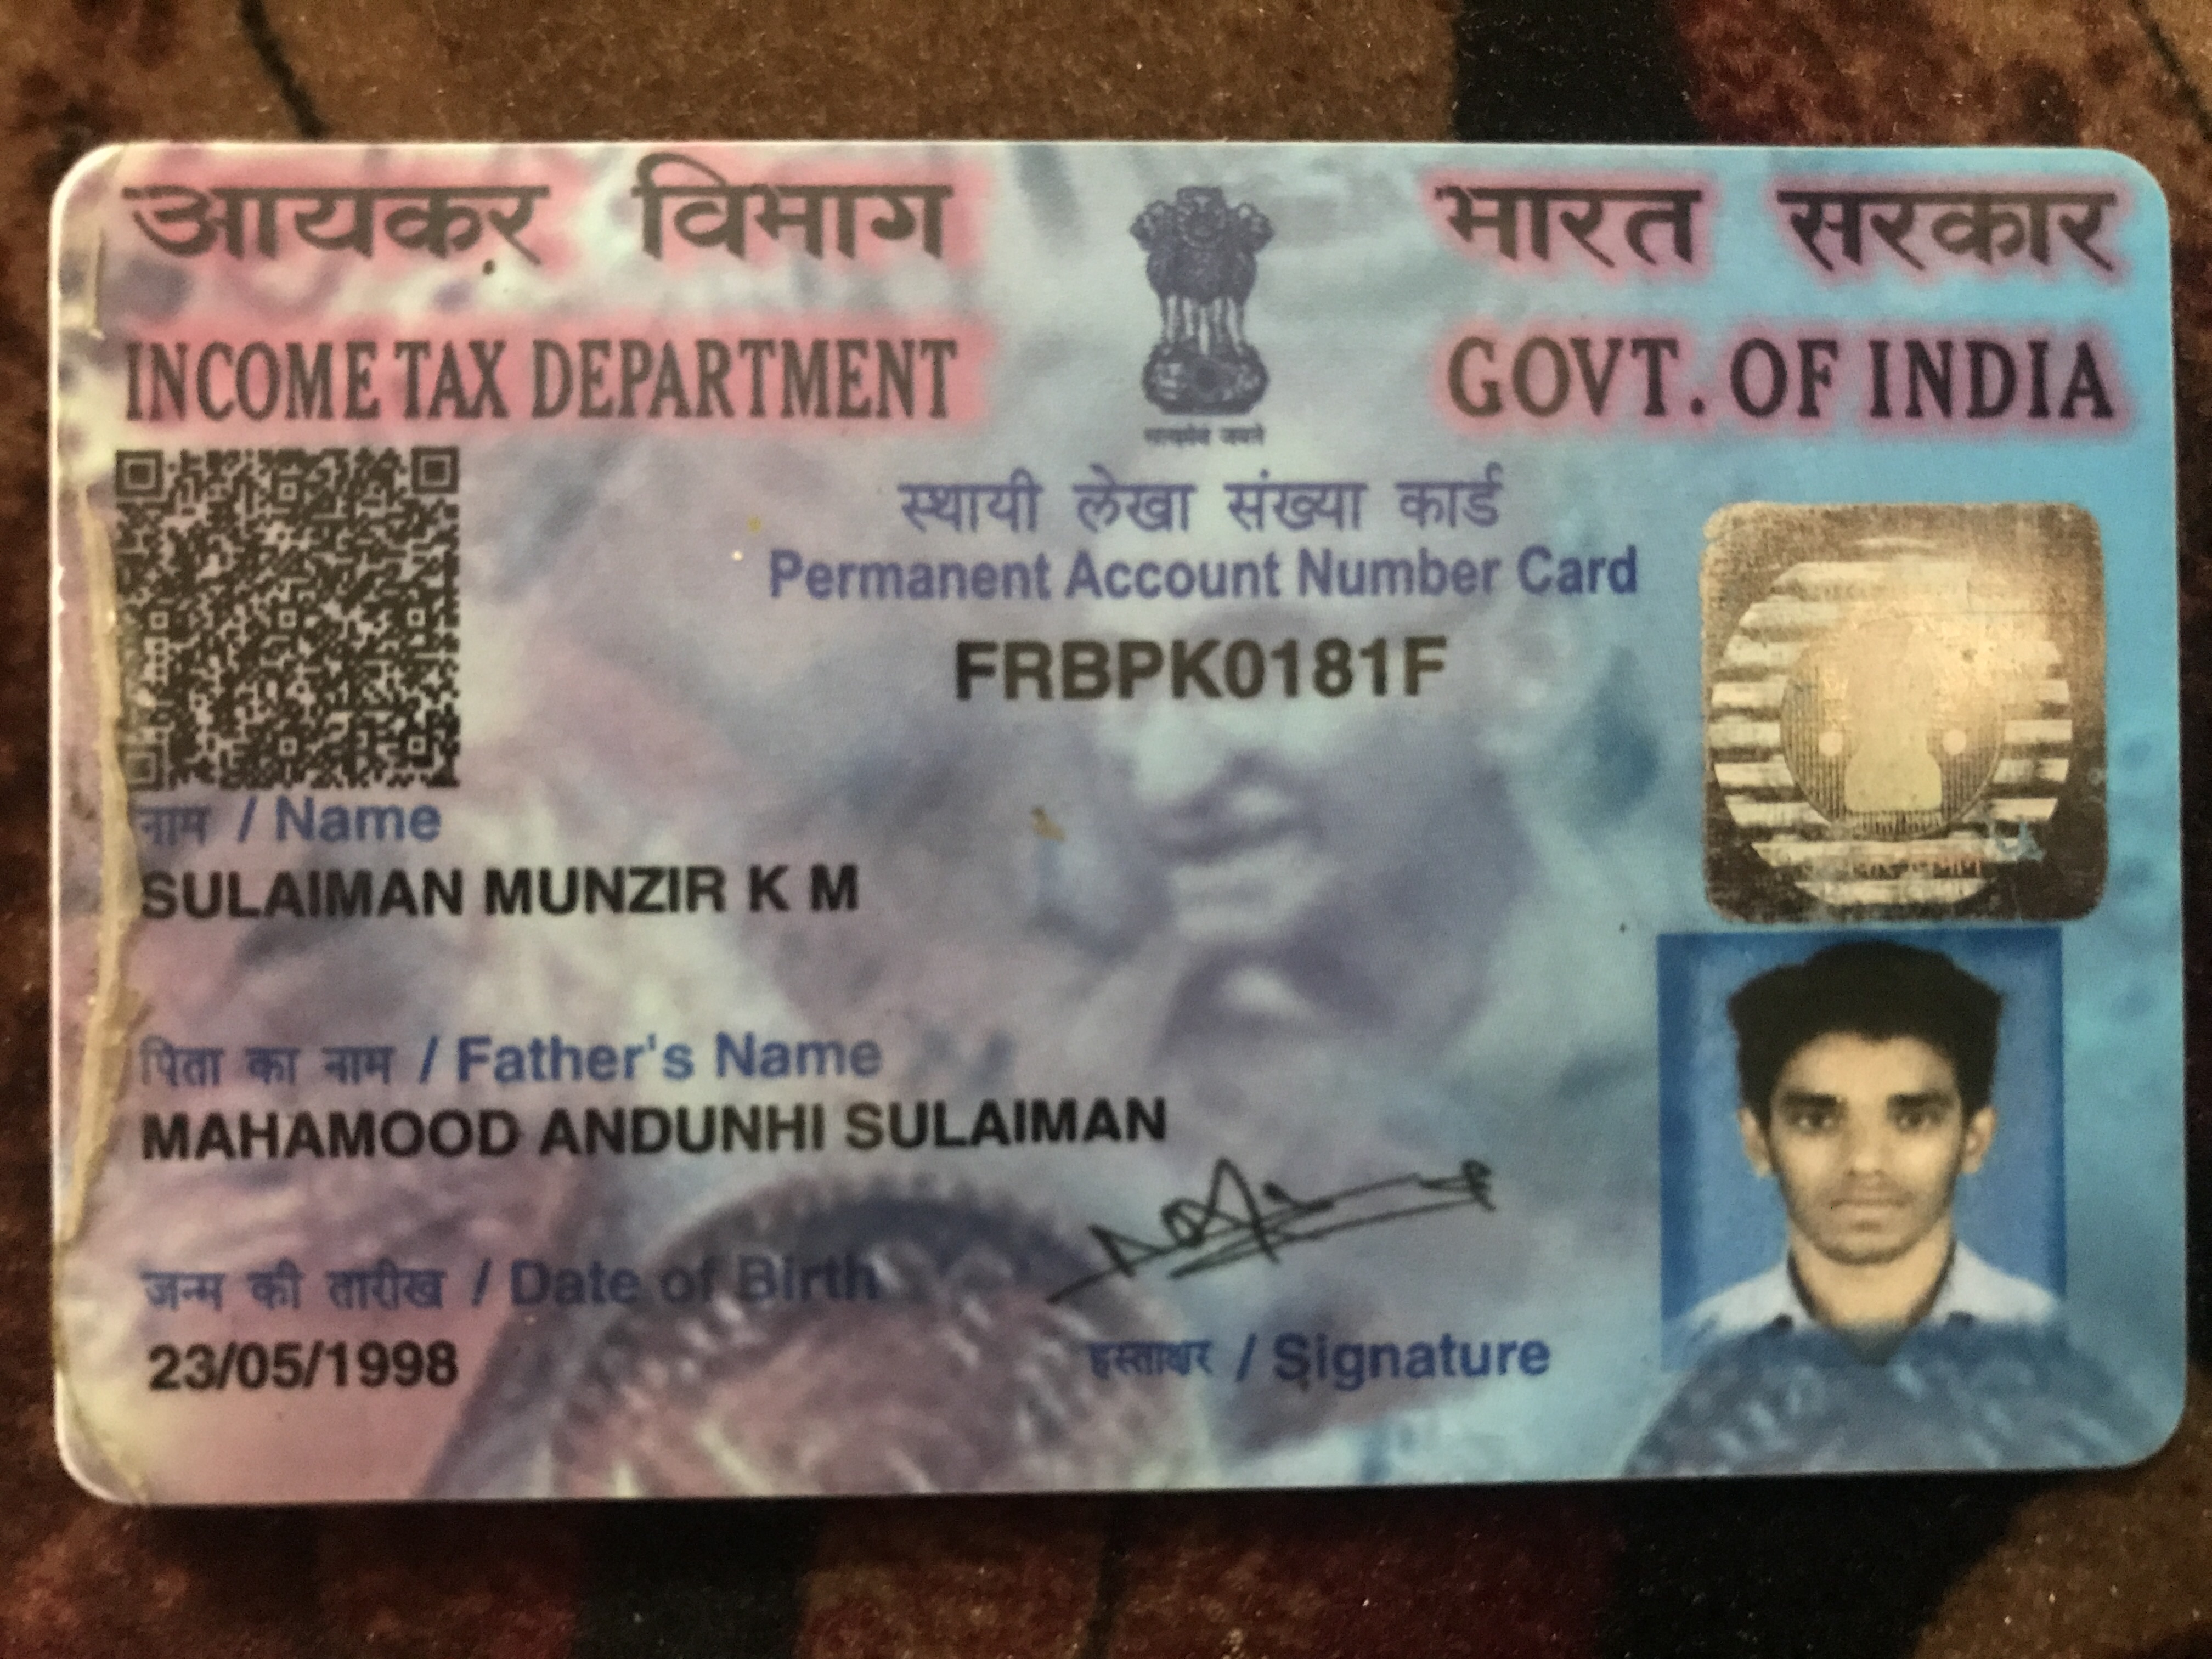 आयकर विभाग
INCOME TAX DEPARTMENT
भारत सरकार
GOVT. OF INDIA
स्थायी लेखा संख्या कार्ड
Permanent Account Number Card
FRBPK0181F
नाम / Name
SULAIMAN MUNZIR K M
पिता का नाम / Father's Name
MAHAMOOD ANDUNHI SULAIMAN
जन्म की तारीख / Date of Birth
23/05/1998
हस्ताक्षर / Signature